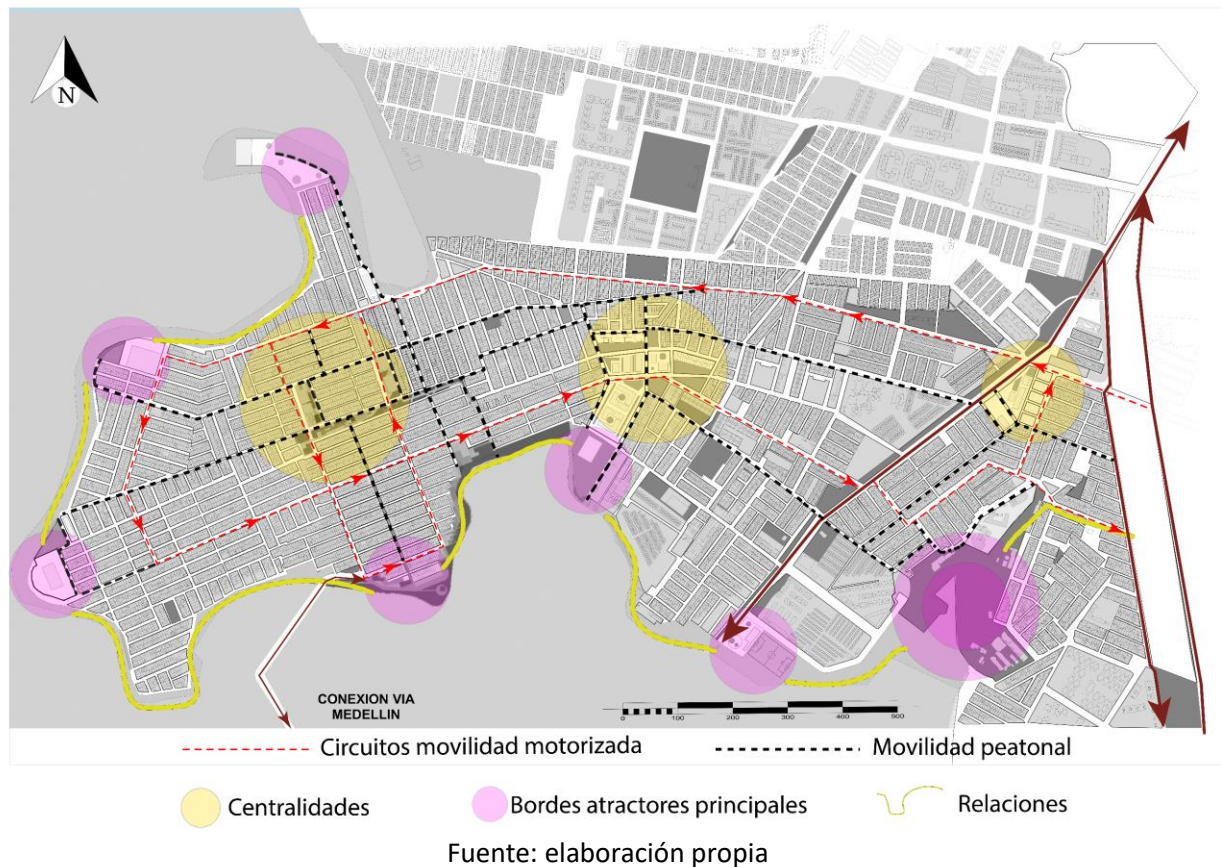 N
CONEXION VIA
MEDELLIN
0 100 200 300 400 500
Circuitos movilidad motorizada
Movilidad peatonal
Centralidades
Bordes atractores principales
Relaciones
Fuente: elaboración propia